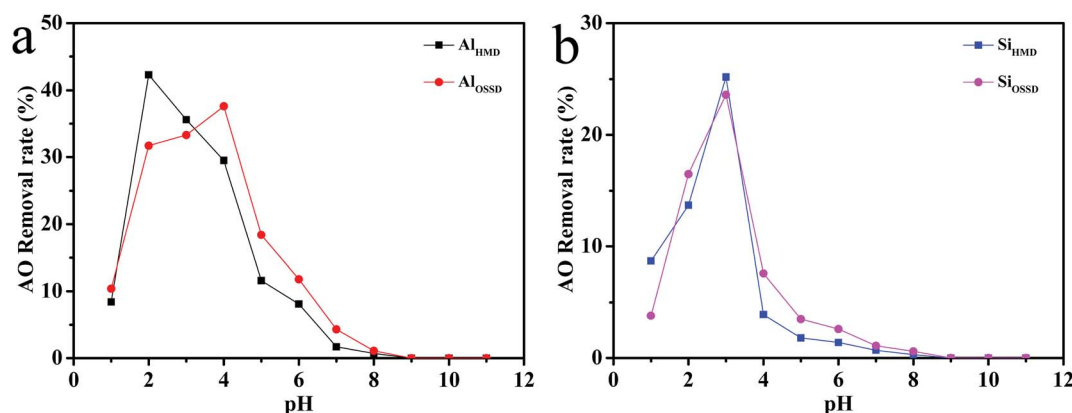 a
Al_HMD
Al_OSSD
AO Removal rate (%)
50
40
30
20
10
0
0 2 4 6 8 10 12
pH
b
Si_HMD
Si_OSSD
AO Removal rate (%)
30
20
10
0
0 2 4 6 8 10 12
pH